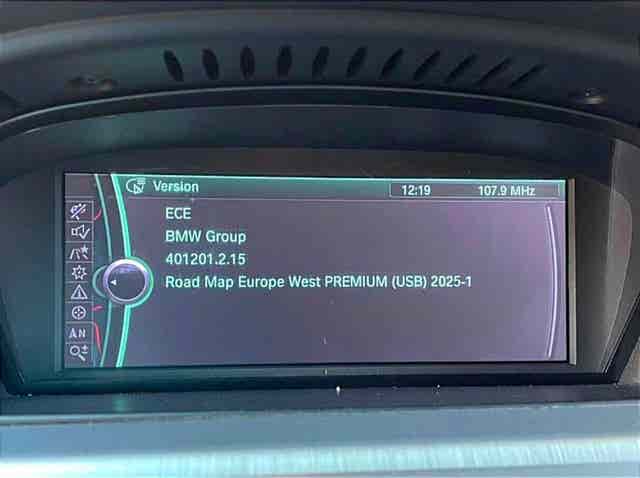 Version
12:19
107.9 MHz
ECE
BMW Group
401201.2.15
Road Map Europe West PREMIUM (USB) 2025-1
AN